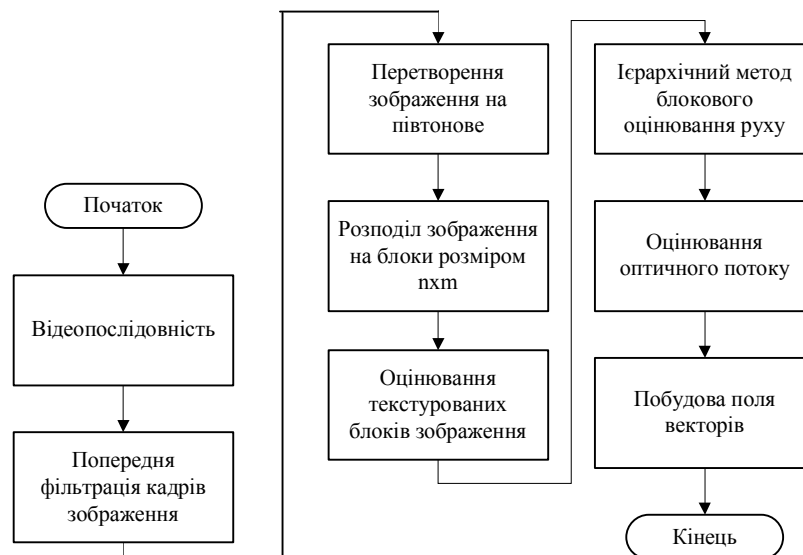 Початок
Відеопослідовність
Попередня
фільтрація кадрів
зображення
Перетворення
зображення на
півтонове
Розподіл зображення
на блоки розміром
nxm
Оцінювання
текстурованих
блоків зображення
Ієрархічний метод
блокового
оцінювання руху
Оцінювання
оптичного потоку
Побудова поля
векторів
Кінець